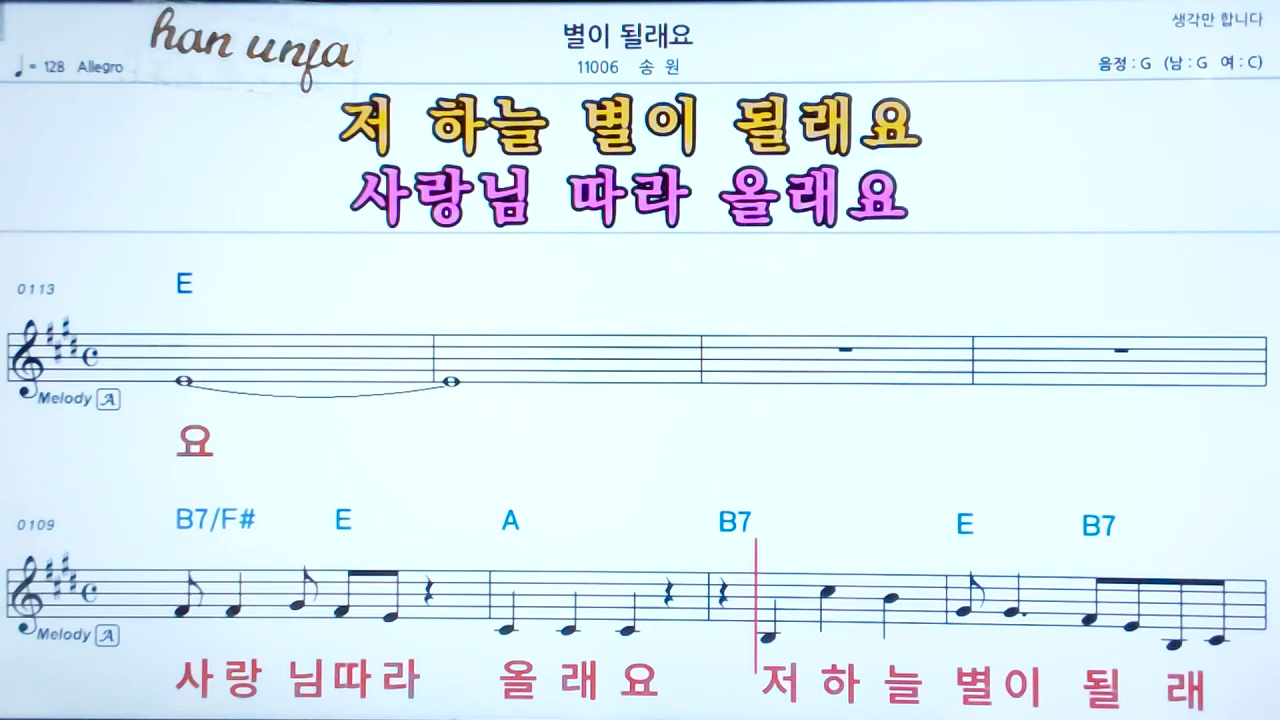 han unfa
별이 될래요
생각만 합니다
♩= 128 Allegro
11006 송 원
음정 : G (남 : G 여 : C)
저 하늘 별이 될래요
사랑님 따라 올래요
0113
E
Melody A
요
0109
B7/F# E A B7 E B7
Melody A
사랑 님따라 올래요 저하늘 별이 될 래